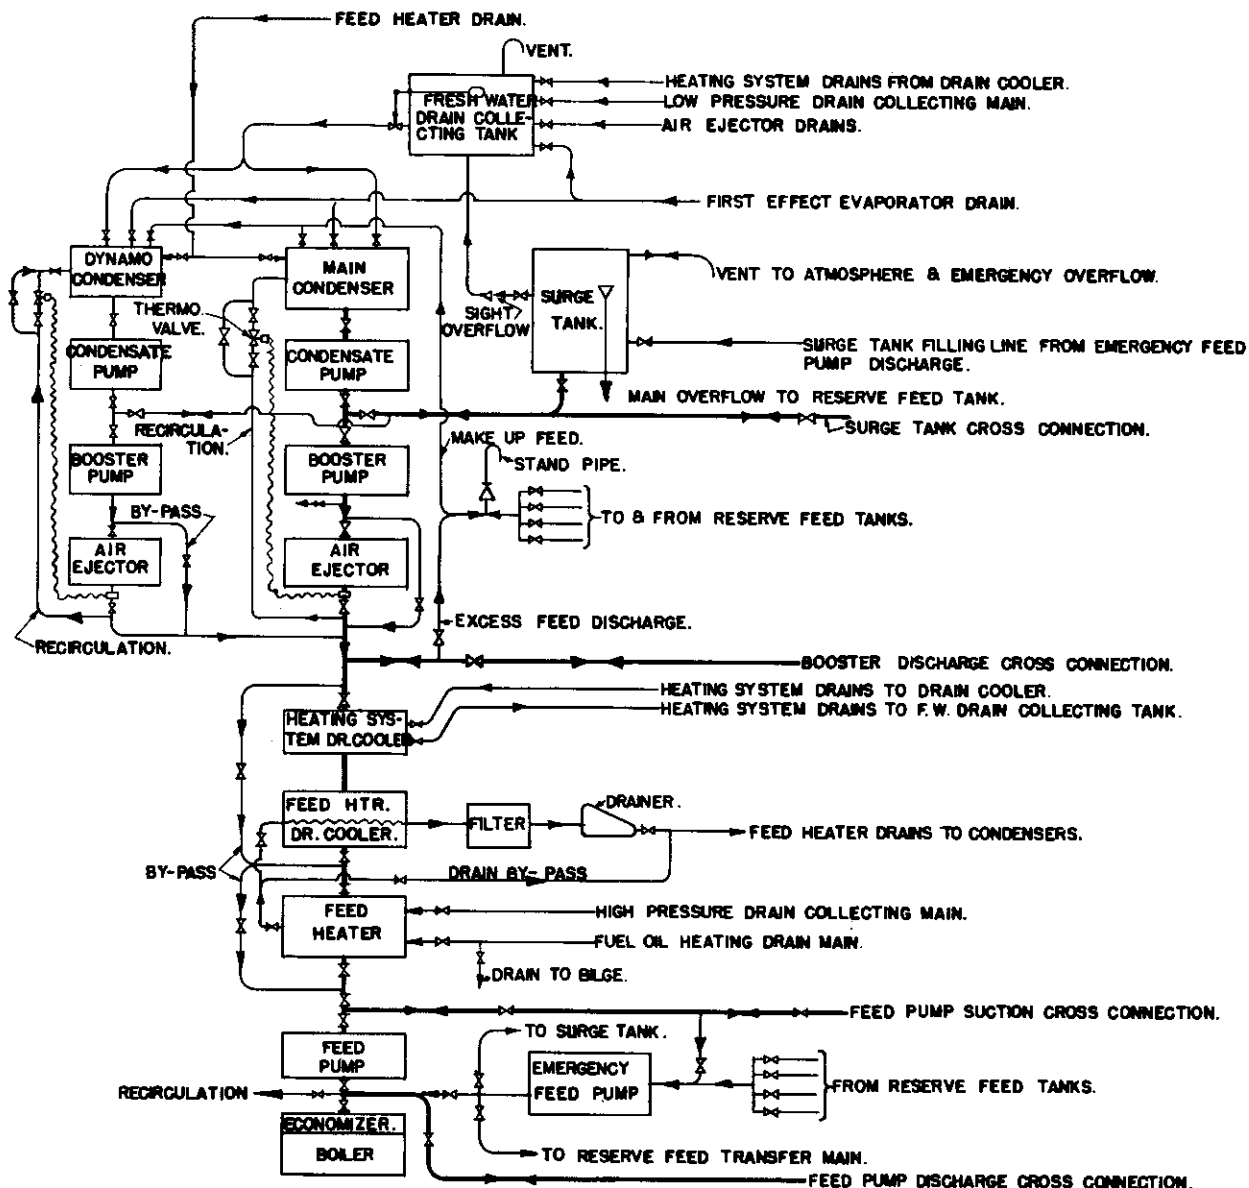 FEED HEATER DRAIN.
VENT.
HEATING SYSTEM DRAINS FROM DRAIN COOLER.
FRESH WATER
DRAIN COLLE-
CTING TANK
LOW PRESSURE DRAIN COLLECTING MAIN.
AIR EJECTOR DRAINS.
FIRST EFFECT EVAPORATOR DRAIN.
DYNAMO
CONDENSER
MAIN
CONDENSER
VENT TO ATMOSPHERE & EMERGENCY OVERFLOW.
SURGE
TANK.
SIGHT
OVERFLOW
THERMO.
VALVE.
CONDENSATE
PUMP
CONDENSATE
PUMP
SURGE TANK FILLING LINE FROM EMERGENCY FEED
PUMP DISCHARGE.
MAIN OVERFLOW TO RESERVE FEED TANK.
SURGE TANK CROSS CONNECTION.
RECIRCULA-
TION.
MAKE UP FEED.
STAND PIPE.
BOOSTER
PUMP
BOOSTER
PUMP
BY-PASS
TO & FROM RESERVE FEED TANKS.
AIR
EJECTOR
AIR
EJECTOR
EXCESS FEED DISCHARGE.
RECIRCULATION.
BOOSTER DISCHARGE CROSS CONNECTION.
HEATING SYSTEM DRAINS TO DRAIN COOLER.
HEATING SYSTEM DRAINS TO F.W. DRAIN COLLECTING TANK.
HEATING SYS-
TEM DR.COOLER
FEED HTR.
DR. COOLER.
FILTER
DRAINER.
FEED HEATER DRAINS TO CONDENSERS.
BY-PASS
DRAIN BY-PASS
FEED
HEATER
HIGH PRESSURE DRAIN COLLECTING MAIN.
FUEL OIL HEATING DRAIN MAIN.
DRAIN TO BILGE.
FEED PUMP SUCTION CROSS CONNECTION.
TO SURGE TANK.
FEED
PUMP
EMERGENCY
FEED PUMP
FROM RESERVE FEED TANKS.
RECIRCULATION
ECONOMIZER.
BOILER
TO RESERVE FEED TRANSFER MAIN.
FEED PUMP DISCHARGE CROSS CONNECTION.